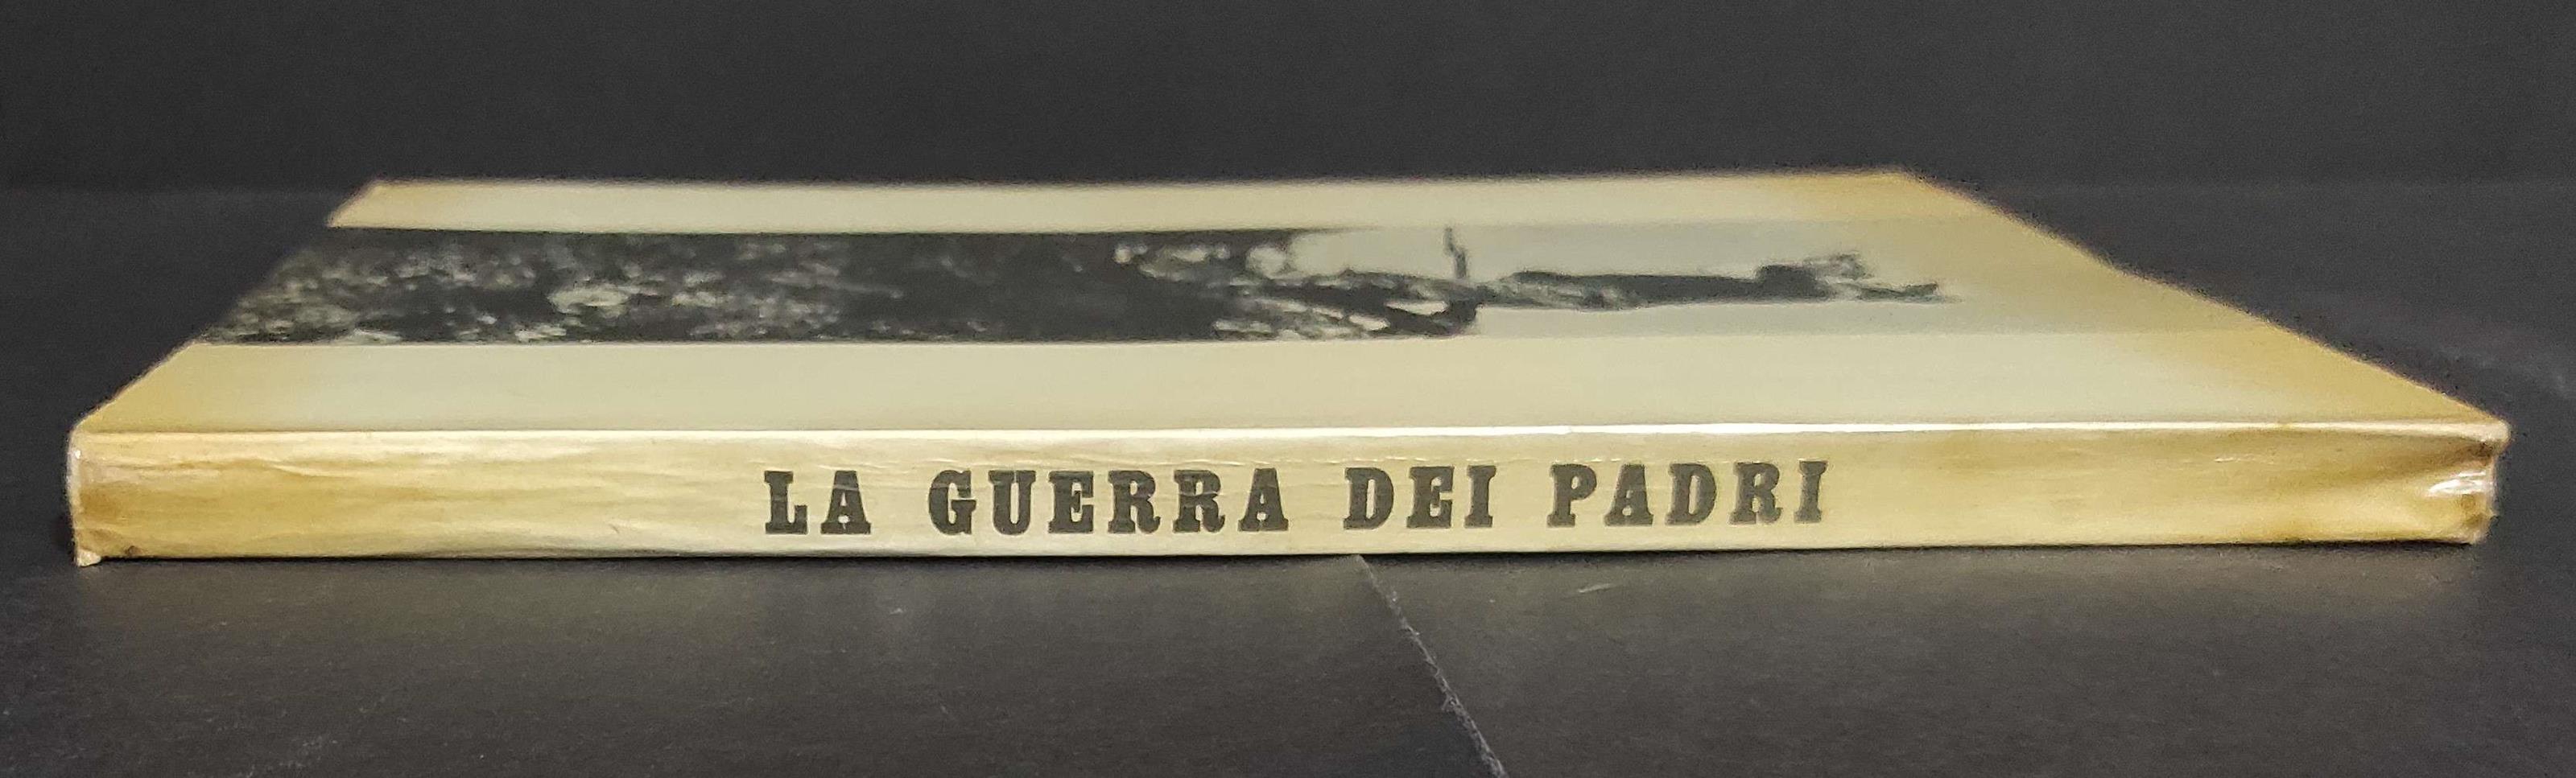 LA GUERRA DEI PADRI